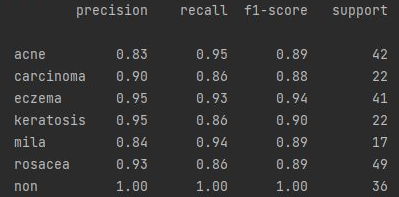 precision recall f1-score support
acne 0.83 0.95 0.89 42
carcinoma 0.90 0.86 0.88 22
eczema 0.95 0.93 0.94 41
keratosis 0.95 0.86 0.90 22
mila 0.84 0.94 0.89 17
rosacea 0.93 0.86 0.89 49
non 1.00 1.00 1.00 36